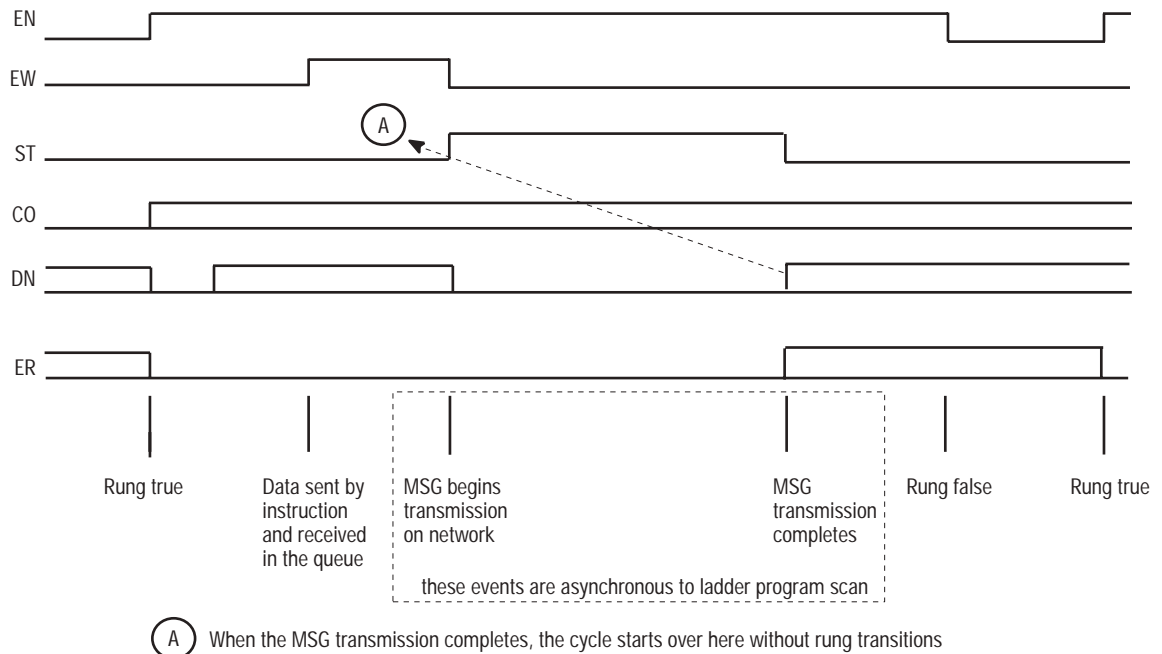 EN
EW
A
ST
CO
DN
ER
Rung true
Data sent by
instruction
and received
in the queue
MSG begins
transmission
on network
MSG
transmission
completes
Rung false
Rung true
these events are asynchronous to ladder program scan
A When the MSG transmission completes, the cycle starts over here without rung transitions